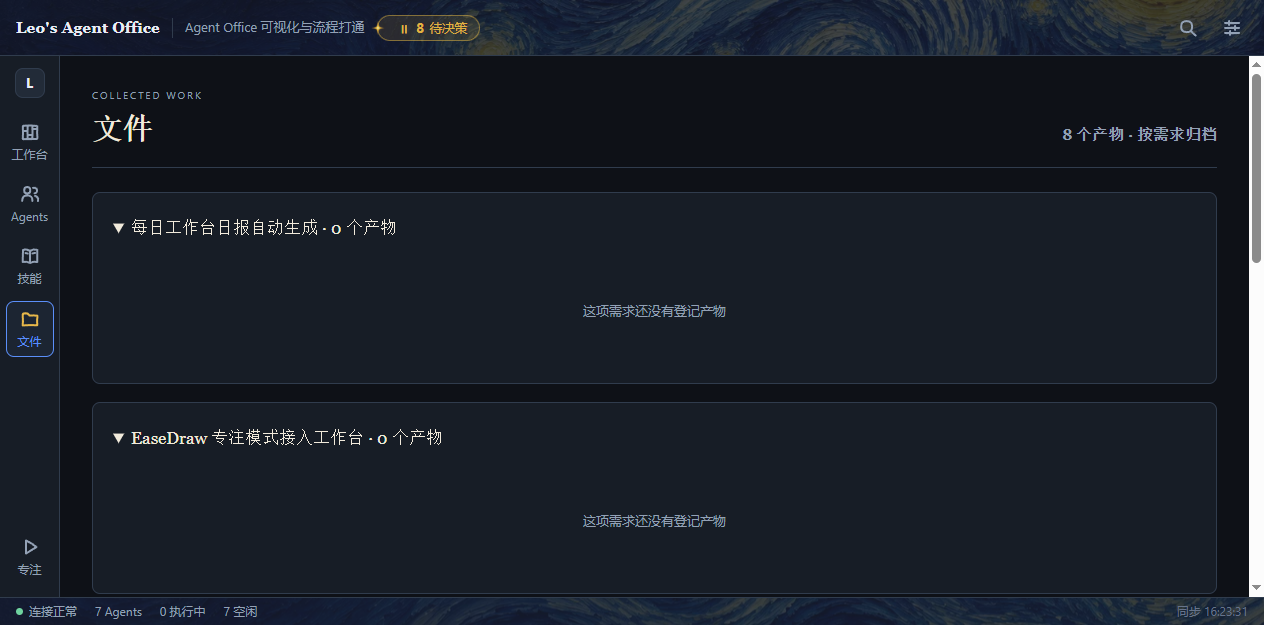 Leo's Agent Office
Agent Office 可视化与流程打通
8 待决策
L
工作台
Agents
技能
文件
专注
COLLECTED WORK
文件
8 个产物 · 按需求归档
每日工作台日报自动生成 · 0 个产物
这项需求还没有登记产物
EaseDraw 专注模式接入工作台 · 0 个产物
这项需求还没有登记产物
连接正常 7 Agents 0 执行中 7 空闲
同步 16:23:31